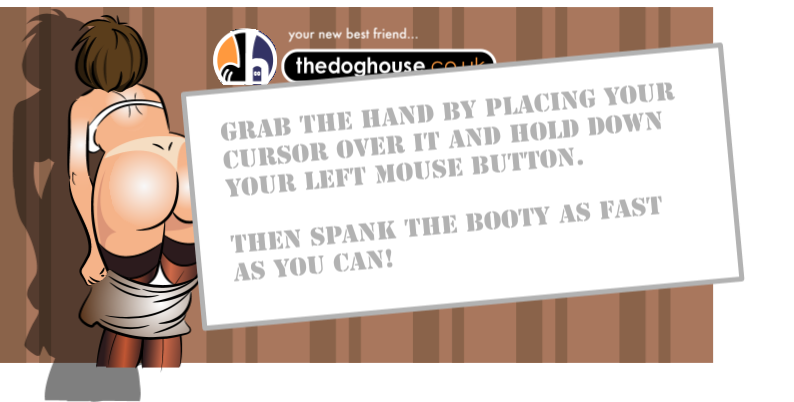 your new best friend...
thedoghouse.co.uk
GRAB THE HAND BY PLACING YOUR
CURSOR OVER IT AND HOLD DOWN
YOUR LEFT MOUSE BUTTON.
THEN SPANK THE BOOTY AS FAST
AS YOU CAN!